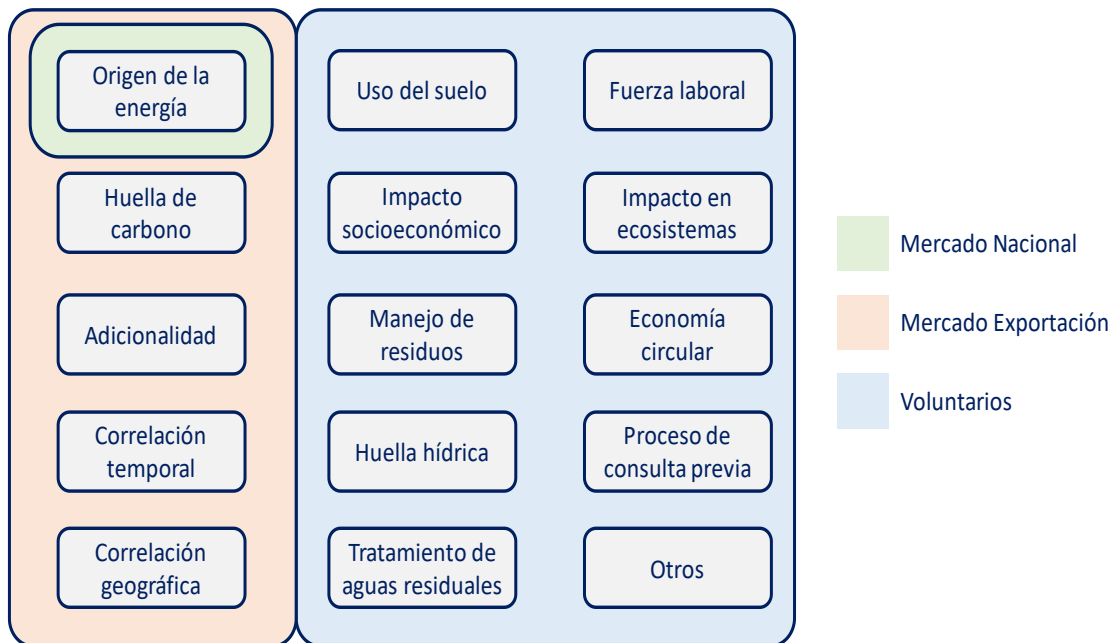 Origen de la
energía
Uso del suelo
Fuerza laboral
Huella de
carbono
Impacto
socioeconómico
Impacto en
ecosistemas
Adicionalidad
Manejo de
residuos
Economía
circular
Correlación
temporal
Huella hídrica
Proceso de
consulta previa
Correlación
geográfica
Tratamiento de
aguas residuales
Otros
Mercado Nacional
Mercado Exportación
Voluntarios